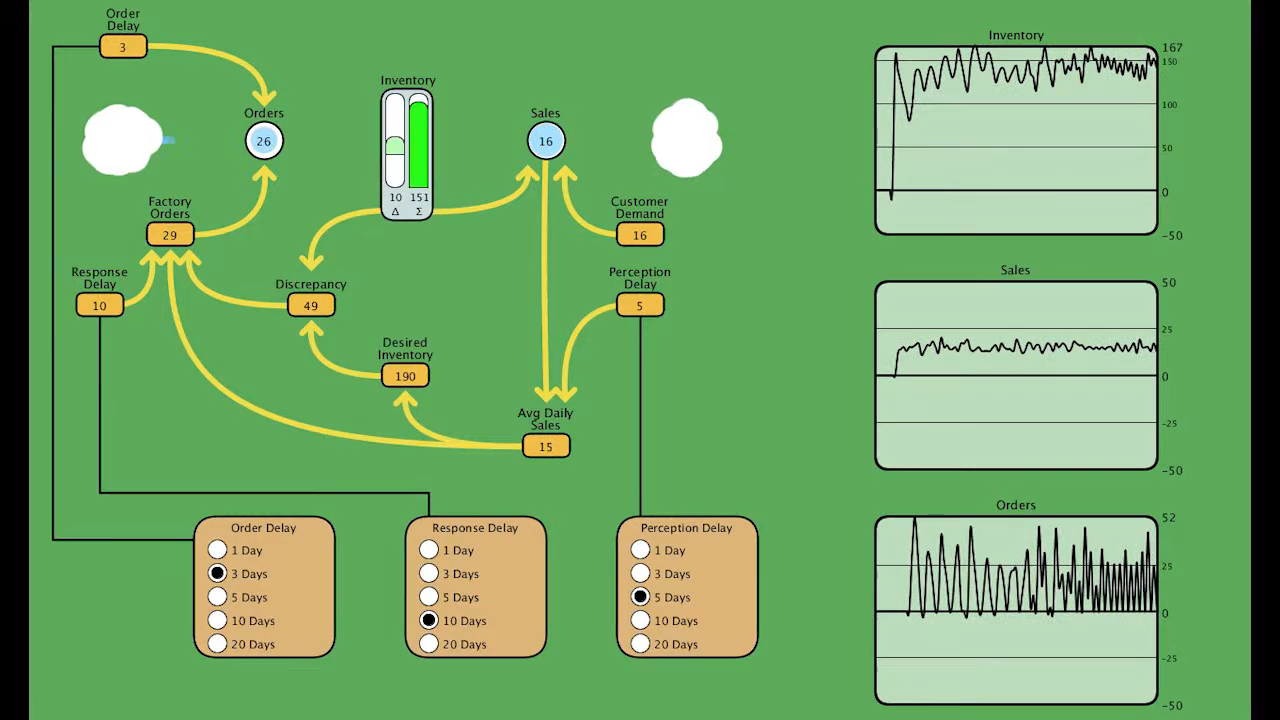 Order
Delay
3
Orders
26
Inventory
10 151
Δ Σ
Sales
16
Factory
Orders
29
Customer
Demand
16
Response
Delay
10
Discrepancy
49
Perception
Delay
5
Desired
Inventory
190
Avg Daily
Sales
15
Order Delay
1 Day
3 Days
5 Days
10 Days
20 Days
Response Delay
1 Day
3 Days
5 Days
10 Days
20 Days
Perception Delay
1 Day
3 Days
5 Days
10 Days
20 Days
Inventory
167
150
100
50
0
-50
Sales
50
25
0
-25
-50
Orders
52
25
0
-25
-50